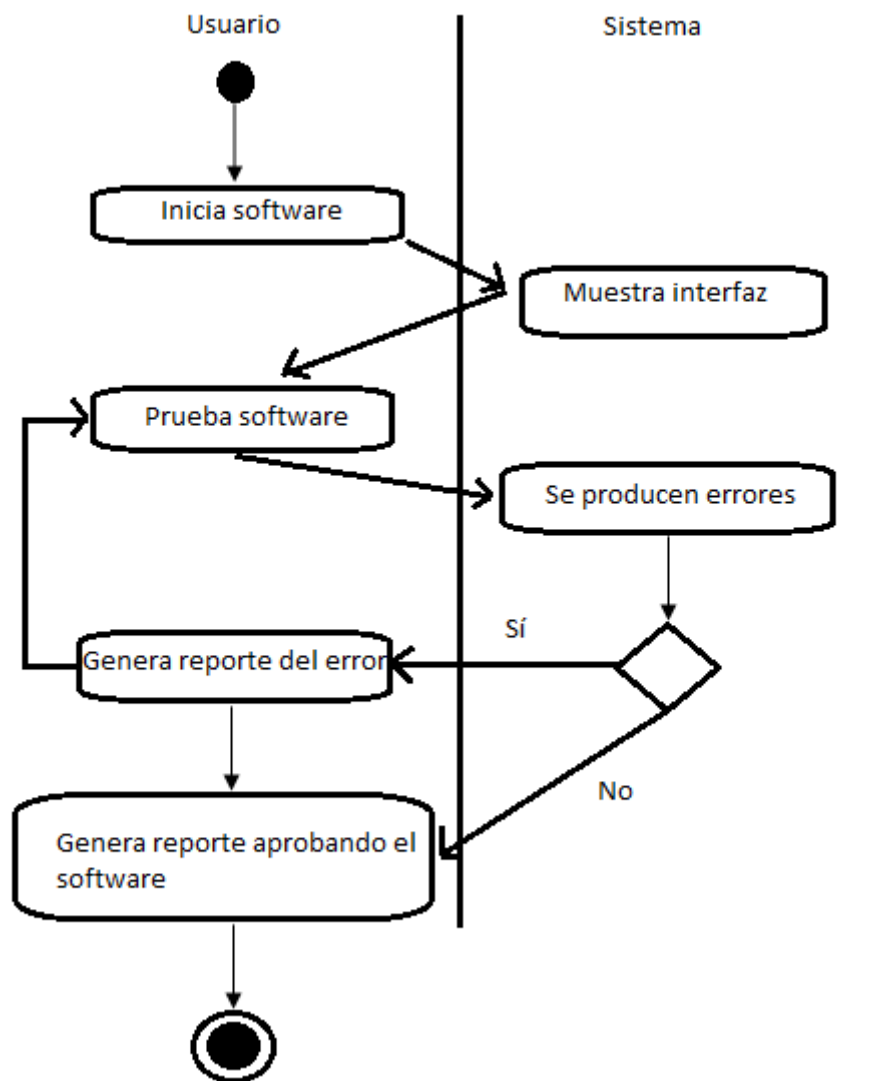 Usuario
Sistema
Inicia software
Muestra interfaz
Prueba software
Se producen errores
Sí
Genera reporte del error
No
Genera reporte aprobando el
software